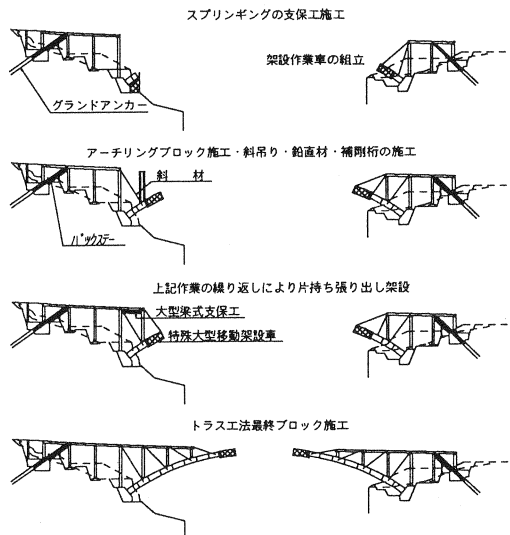 スプリンギングの支保工施工
架設作業車の組立
グランドアンカー
アーチリングブロック施工・斜吊り・鉛直材・補剛桁の施工
斜　材
バックステー
上記作業の繰り返しにより片持ち張り出し架設
大型梁式支保工
特殊大型移動架設車
トラス工法最終ブロック施工